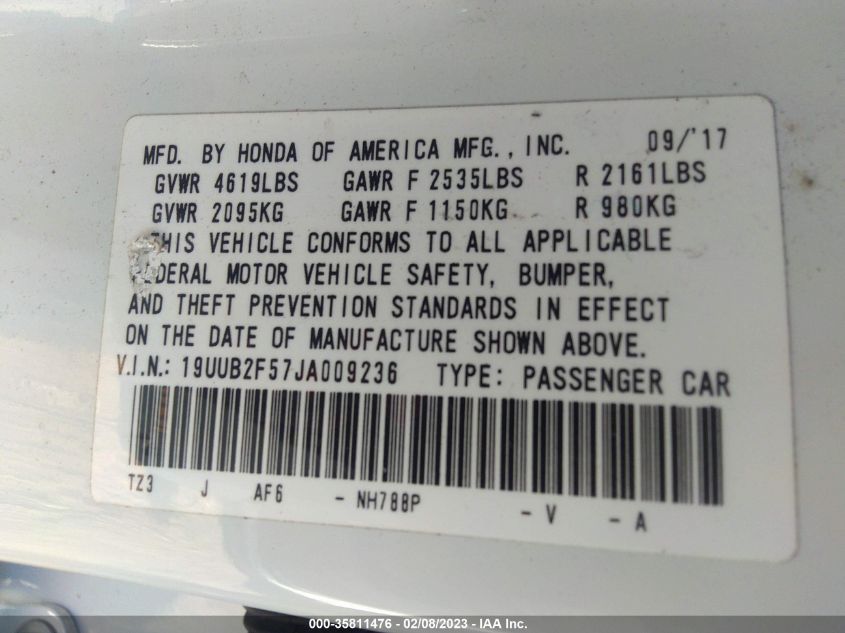 MFD. BY HONDA OF AMERICA MFG., INC. 09/'17
GVWR 4619LBS GAWR F 2535LBS R 2161LBS
GVWR 2095KG GAWR F 1150KG R 980KG
THIS VEHICLE CONFORMS TO ALL APPLICABLE
FEDERAL MOTOR VEHICLE SAFETY, BUMPER,
AND THEFT PREVENTION STANDARDS IN EFFECT
ON THE DATE OF MANUFACTURE SHOWN ABOVE.
V.I.N.: 19UUB2F57JA009236 TYPE: PASSENGER CAR
TZ3 J AF6 - NH788P - V - A
000-35811476 | 02/08/2023 - IAA Inc.